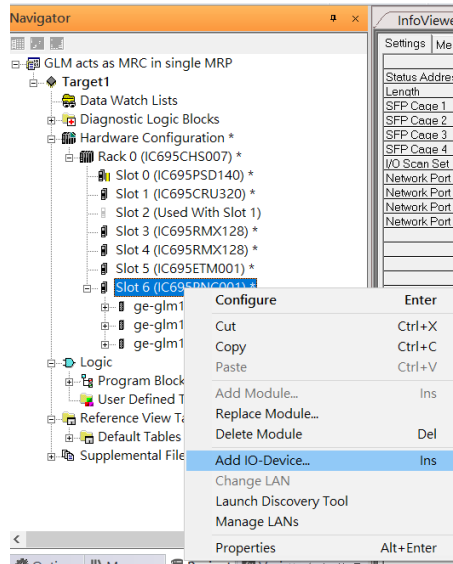 Navigator
InfoViewe
GLM acts as MRC in single MRP
Target1
Data Watch Lists
Diagnostic Logic Blocks
Hardware Configuration *
Rack 0 (IC695CHS007) *
Slot 0 (IC695PSD140) *
Slot 1 (IC695CRU320) *
Slot 2 (Used With Slot 1)
Slot 3 (IC695RMX128) *
Slot 4 (IC695RMX128) *
Slot 5 (IC695ETM001) *
Slot 6 (IC695PNC001) *
ge-glm1
ge-glm1
ge-glm1
Logic
Program Block
User Defined T
Reference View Ta
Default Tables
Supplemental File
Settings Me
Status Addres
Length
SFP Cage 1
SFP Cage 2
SFP Cage 3
SFP Cage 4
I/O Scan Set
Network Port
Network Port
Network Port
Network Port
Configure Enter
Cut Ctrl+X
Copy Ctrl+C
Paste Ctrl+V
Add Module... Ins
Replace Module...
Delete Module Del
Add IO-Device... Ins
Change LAN
Launch Discovery Tool
Manage LANs
Properties Alt+Enter